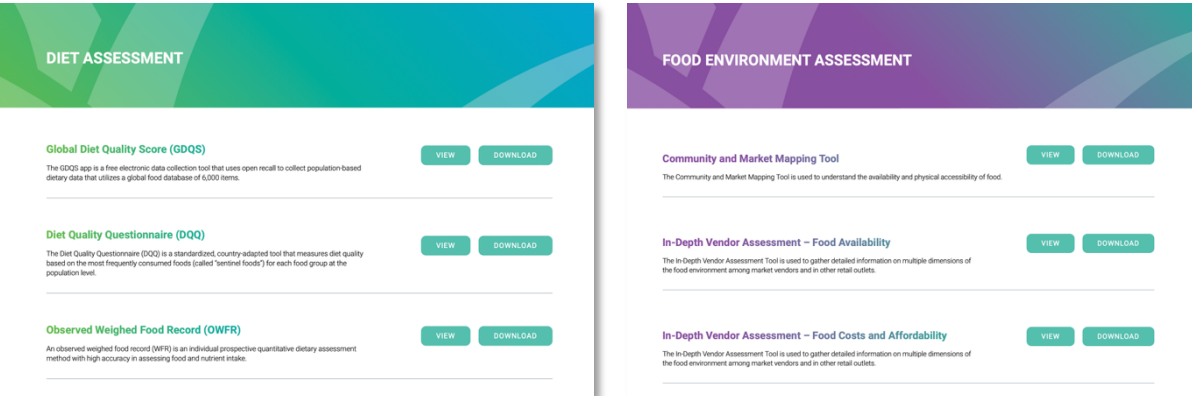 DIET ASSESSMENT
Global Diet Quality Score (GDQS)
The GDQS app is a free electronic data collection tool that uses open recall to collect population-based
dietary data that utilizes a global food database of 6,000 items.
VIEW
DOWNLOAD
Diet Quality Questionnaire (DQQ)
The Diet Quality Questionnaire (DQQ) is a standardized, country-adapted tool that measures diet quality
based on the most frequently consumed foods (called "sentinel foods") for each food group at the
population level.
VIEW
DOWNLOAD
Observed Weighed Food Record (OWFR)
An observed weighed food record (WFR) is an individual prospective quantitative dietary assessment
method with high accuracy in assessing food and nutrient intake.
VIEW
DOWNLOAD
FOOD ENVIRONMENT ASSESSMENT
Community and Market Mapping Tool
The Community and Market Mapping Tool is used to understand the availability and physical accessibility of food.
VIEW
DOWNLOAD
In-Depth Vendor Assessment – Food Availability
The In-Depth Vendor Assessment Tool is used to gather detailed information on multiple dimensions of
the food environment among market vendors and in other retail outlets.
VIEW
DOWNLOAD
In-Depth Vendor Assessment – Food Costs and Affordability
The In-Depth Vendor Assessment Tool is used to gather detailed information on multiple dimensions of
the food environment among market vendors and in other retail outlets.
VIEW
DOWNLOAD